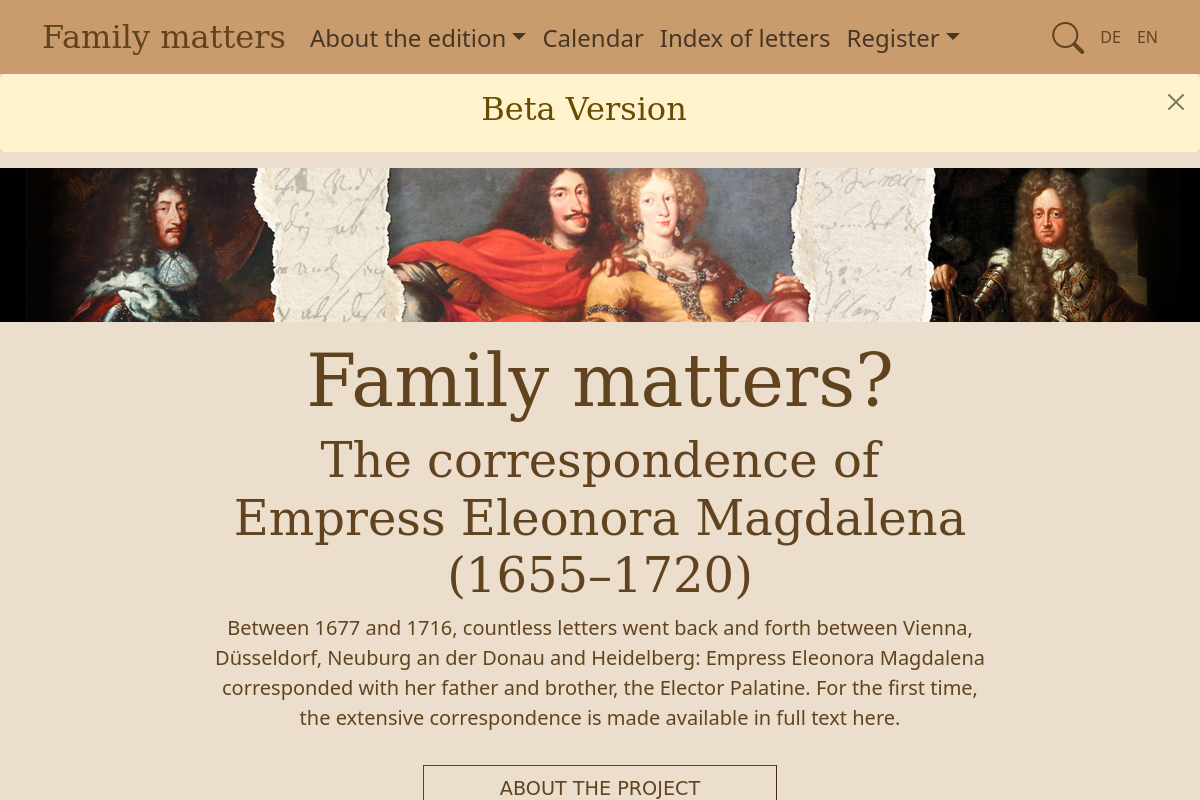 Family matters About the edition Calendar Index of letters Register DE EN
Beta Version
Family matters?
The correspondence of
Empress Eleonora Magdalena
(1655–1720)
Between 1677 and 1716, countless letters went back and forth between Vienna,
Düsseldorf, Neuburg an der Donau and Heidelberg: Empress Eleonora Magdalena
corresponded with her father and brother, the Elector Palatine. For the first time,
the extensive correspondence is made available in full text here.
ABOUT THE PROJECT